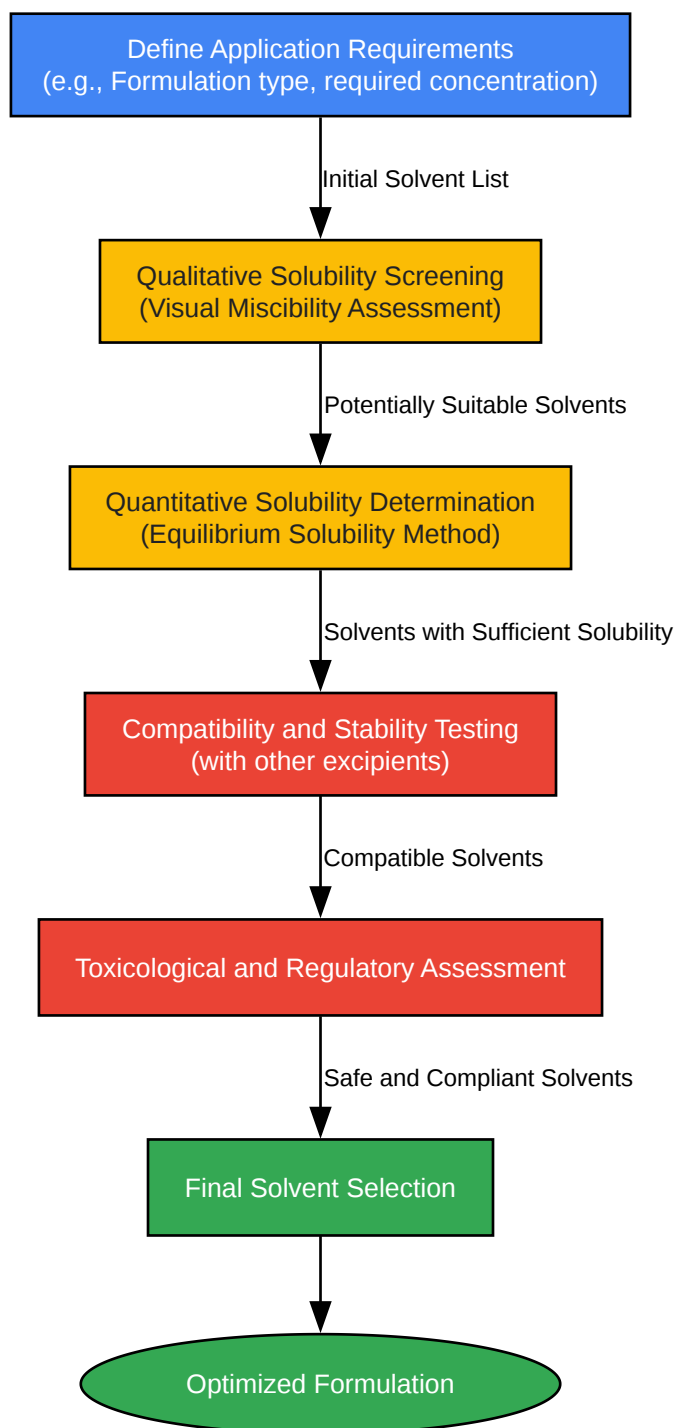 Define Application Requirements
(e.g., Formulation type, required concentration)
Initial Solvent List
Qualitative Solubility Screening
(Visual Miscibility Assessment)
Potentially Suitable Solvents
Quantitative Solubility Determination
(Equilibrium Solubility Method)
Solvents with Sufficient Solubility
Compatibility and Stability Testing
(with other excipients)
Compatible Solvents
Toxicological and Regulatory Assessment
Safe and Compliant Solvents
Final Solvent Selection
Optimized Formulation